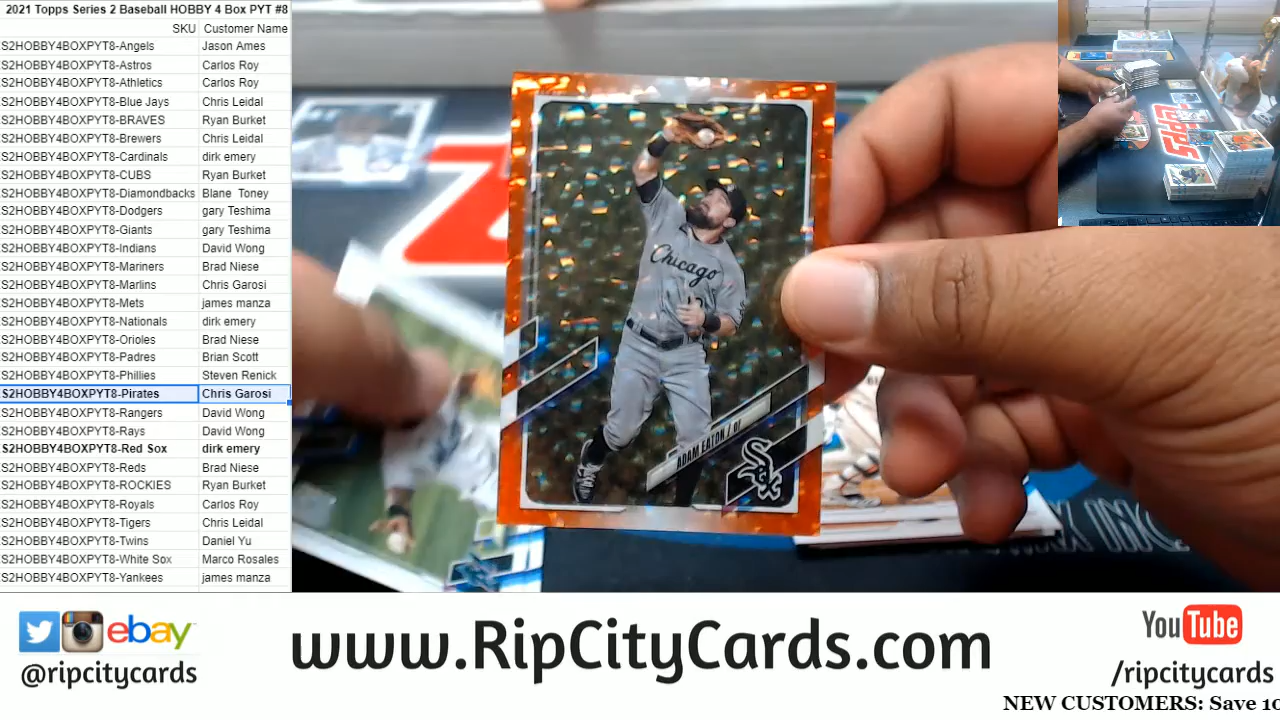 2021 Topps Series 2 Baseball HOBBY 4 Box PYT #8
SKU Customer Name
S2HOBBY4BOXPYT8-Angels Jason Ames
S2HOBBY4BOXPYT8-Astros Carlos Roy
S2HOBBY4BOXPYT8-Athletics Carlos Roy
S2HOBBY4BOXPYT8-Blue Jays Chris Leidal
S2HOBBY4BOXPYT8-BRAVES Ryan Burket
S2HOBBY4BOXPYT8-Brewers Chris Leidal
S2HOBBY4BOXPYT8-Cardinals dirk emery
S2HOBBY4BOXPYT8-CUBS Ryan Burket
S2HOBBY4BOXPYT8-Diamondbacks Blane Toney
S2HOBBY4BOXPYT8-Dodgers gary Teshima
S2HOBBY4BOXPYT8-Giants gary Teshima
S2HOBBY4BOXPYT8-Indians David Wong
S2HOBBY4BOXPYT8-Mariners Brad Niese
S2HOBBY4BOXPYT8-Marlins Chris Garosi
S2HOBBY4BOXPYT8-Mets james manza
S2HOBBY4BOXPYT8-Nationals dirk emery
S2HOBBY4BOXPYT8-Orioles Brad Niese
S2HOBBY4BOXPYT8-Padres Brian Scott
S2HOBBY4BOXPYT8-Phillies Steven Renick
S2HOBBY4BOXPYT8-Pirates Chris Garosi
S2HOBBY4BOXPYT8-Rangers David Wong
S2HOBBY4BOXPYT8-Rays David Wong
S2HOBBY4BOXPYT8-Red Sox dirk emery
S2HOBBY4BOXPYT8-Reds Brad Niese
S2HOBBY4BOXPYT8-ROCKIES Ryan Burket
S2HOBBY4BOXPYT8-Royals Carlos Roy
S2HOBBY4BOXPYT8-Tigers Chris Leidal
S2HOBBY4BOXPYT8-Twins Daniel Yu
S2HOBBY4BOXPYT8-White Sox Marco Rosales
S2HOBBY4BOXPYT8-Yankees james manza
TOPPS
Chicago
ADAM EATON / OF
Sox
ebay
@ripcitycards
www.RipCityCards.com
YouTube
/ripcitycards
NEW CUSTOMERS: Save